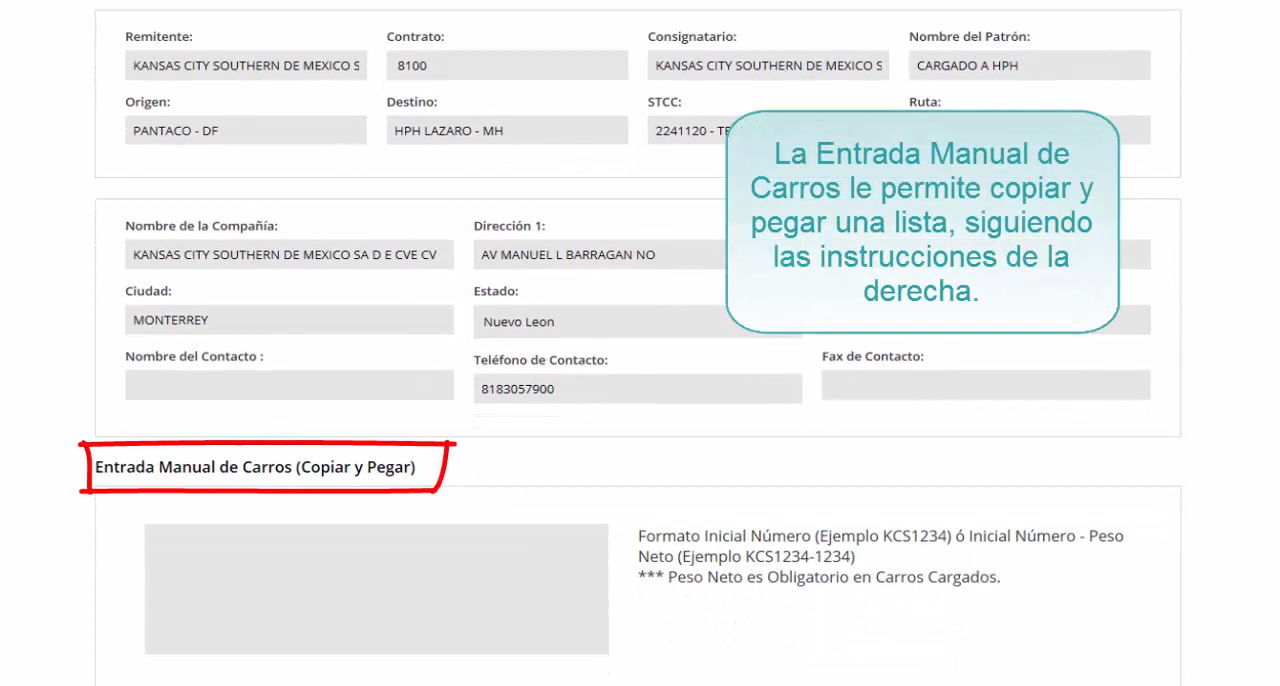 Remitente: Contrato: Consignatario: Nombre del Patrón:
KANSAS CITY SOUTHERN DE MEXICO S 8100 KANSAS CITY SOUTHERN DE MEXICO S CARGADO A HPH
Origen: Destino: STCC: Ruta:
PANTACO - DF HPH LAZARO - MH 2241120 -
La Entrada Manual de
Carros le permite copiar y
pegar una lista, siguiendo
las instrucciones de la
derecha.
Nombre de la Compañía: Dirección 1:
KANSAS CITY SOUTHERN DE MEXICO SA D E CVE CV AV MANUEL L BARRAGAN NO
Ciudad: Estado:
MONTERREY Nuevo Leon
Nombre del Contacto : Teléfono de Contacto: Fax de Contacto:
8183057900
Entrada Manual de Carros (Copiar y Pegar)
Formato Inicial Número (Ejemplo KCS1234) ó Inicial Número - Peso
Neto (Ejemplo KCS1234-1234)
*** Peso Neto es Obligatorio en Carros Cargados.